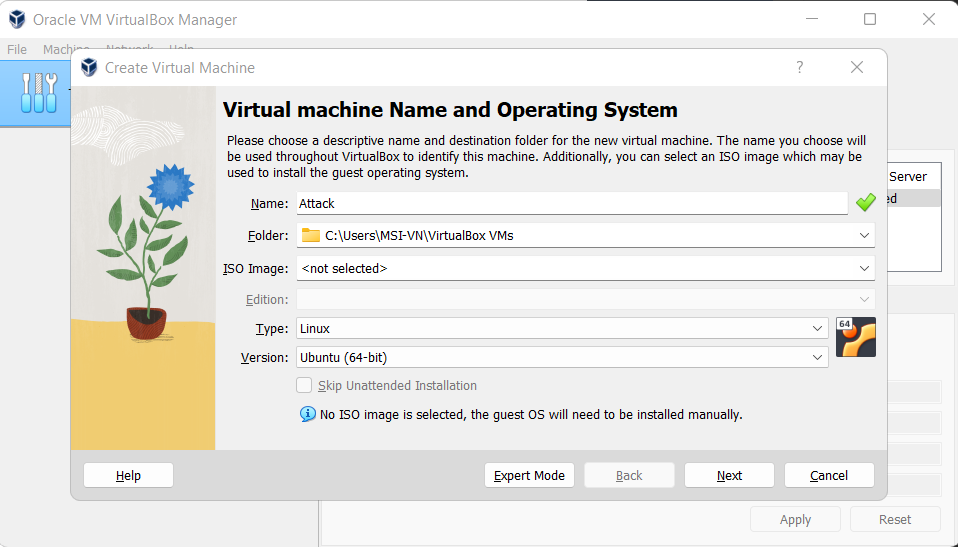 Oracle VM VirtualBox Manager
File Machine Network Help
Create Virtual Machine
?
Virtual machine Name and Operating System
Please choose a descriptive name and destination folder for the new virtual machine. The name you choose will
be used throughout VirtualBox to identify this machine. Additionally, you can select an ISO image which may be
used to install the guest operating system.
Server
Name: Attack
ed
Folder: C:\Users\MSI-VN\VirtualBox VMs
ISO Image: <not selected>
Edition:
Type: Linux
64
Version: Ubuntu (64-bit)
Skip Unattended Installation
No ISO image is selected, the guest OS will need to be installed manually.
Help Expert Mode Back Next Cancel
Apply Reset